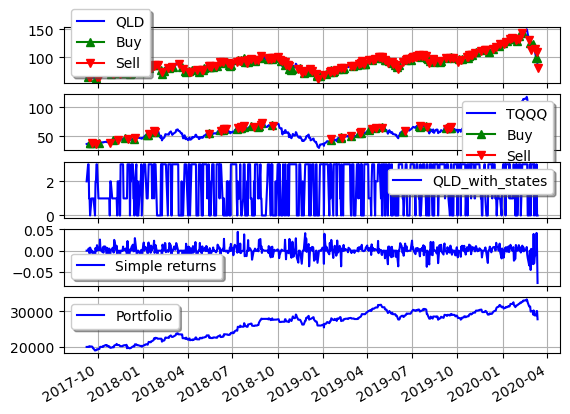 QLD
Buy
Sell
150
100
TQQQ
Buy
Sell
100
50
QLD_with_states
2
0
Simple returns
0.05
0.00
−0.05
Portfolio
30000
20000
2017-10
2018-01
2018-04
2018-07
2018-10
2019-01
2019-04
2019-07
2019-10
2020-01
2020-04